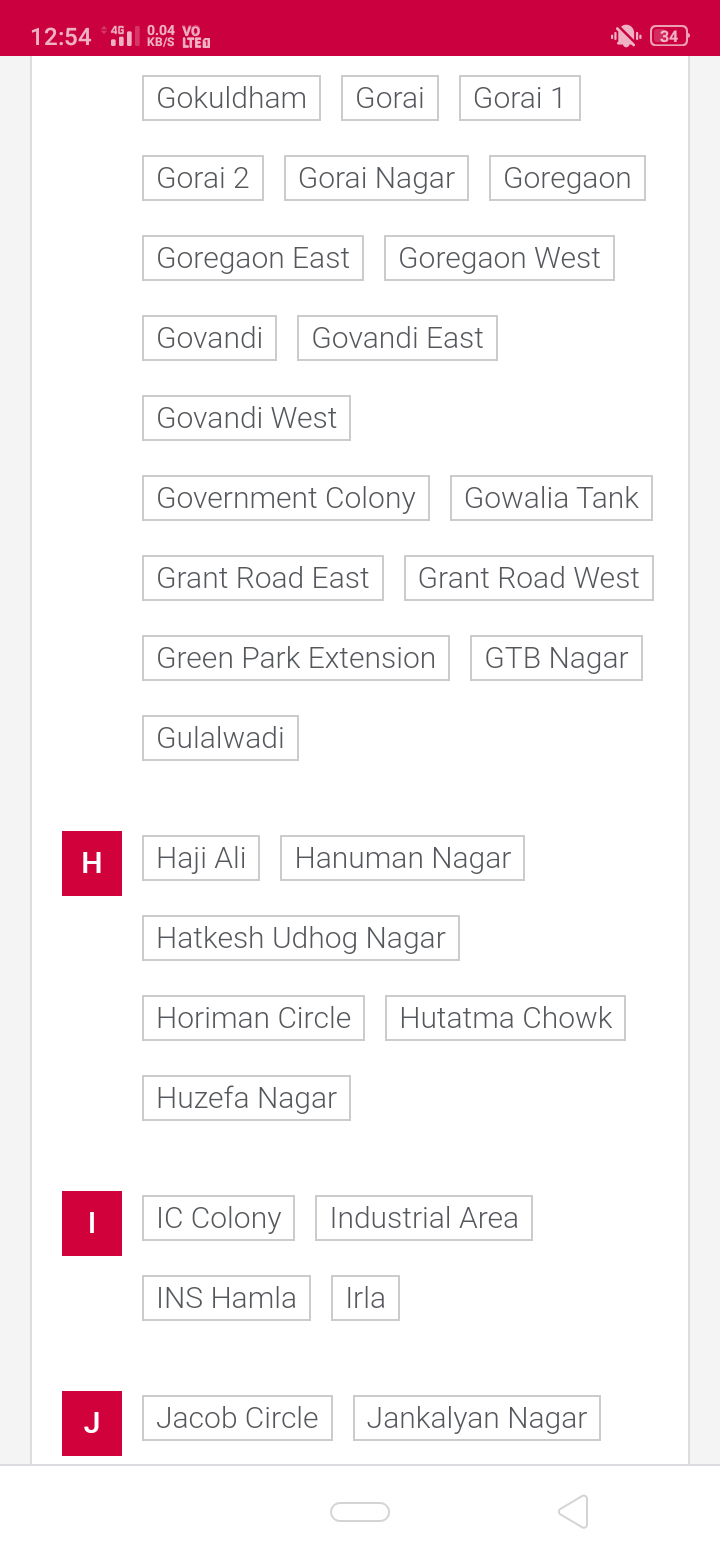 12:54 4G 0.04 KB/S VO LTE 34
Gokuldham Gorai Gorai 1
Gorai 2 Gorai Nagar Goregaon
Goregaon East Goregaon West
Govandi Govandi East
Govandi West
Government Colony Gowalia Tank
Grant Road East Grant Road West
Green Park Extension GTB Nagar
Gulalwadi
H Haji Ali Hanuman Nagar
Hatkesh Udhog Nagar
Horiman Circle Hutatma Chowk
Huzefa Nagar
I IC Colony Industrial Area
INS Hamla Irla
J Jacob Circle Jankalyan Nagar